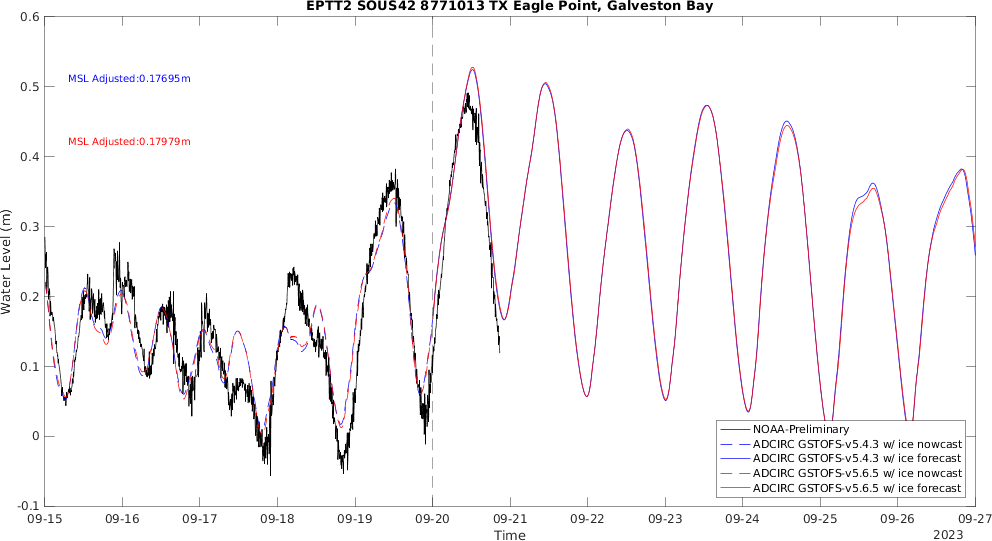 EPTT2 SOUS42 8771013 TX Eagle Point, Galveston Bay
0.6
0.5
0.4
0.3
0.2
0.1
0
-0.1
Water Level (m)
MSL Adjusted:0.17695m
MSL Adjusted:0.17979m
NOAA-Preliminary
ADCIRC GSTOFS-v5.4.3 w/ ice nowcast
ADCIRC GSTOFS-v5.4.3 w/ ice forecast
ADCIRC GSTOFS-v5.6.5 w/ ice nowcast
ADCIRC GSTOFS-v5.6.5 w/ ice forecast
09-15 09-16 09-17 09-18 09-19 09-20 09-21 09-22 09-23 09-24 09-25 09-26 09-27
Time
2023